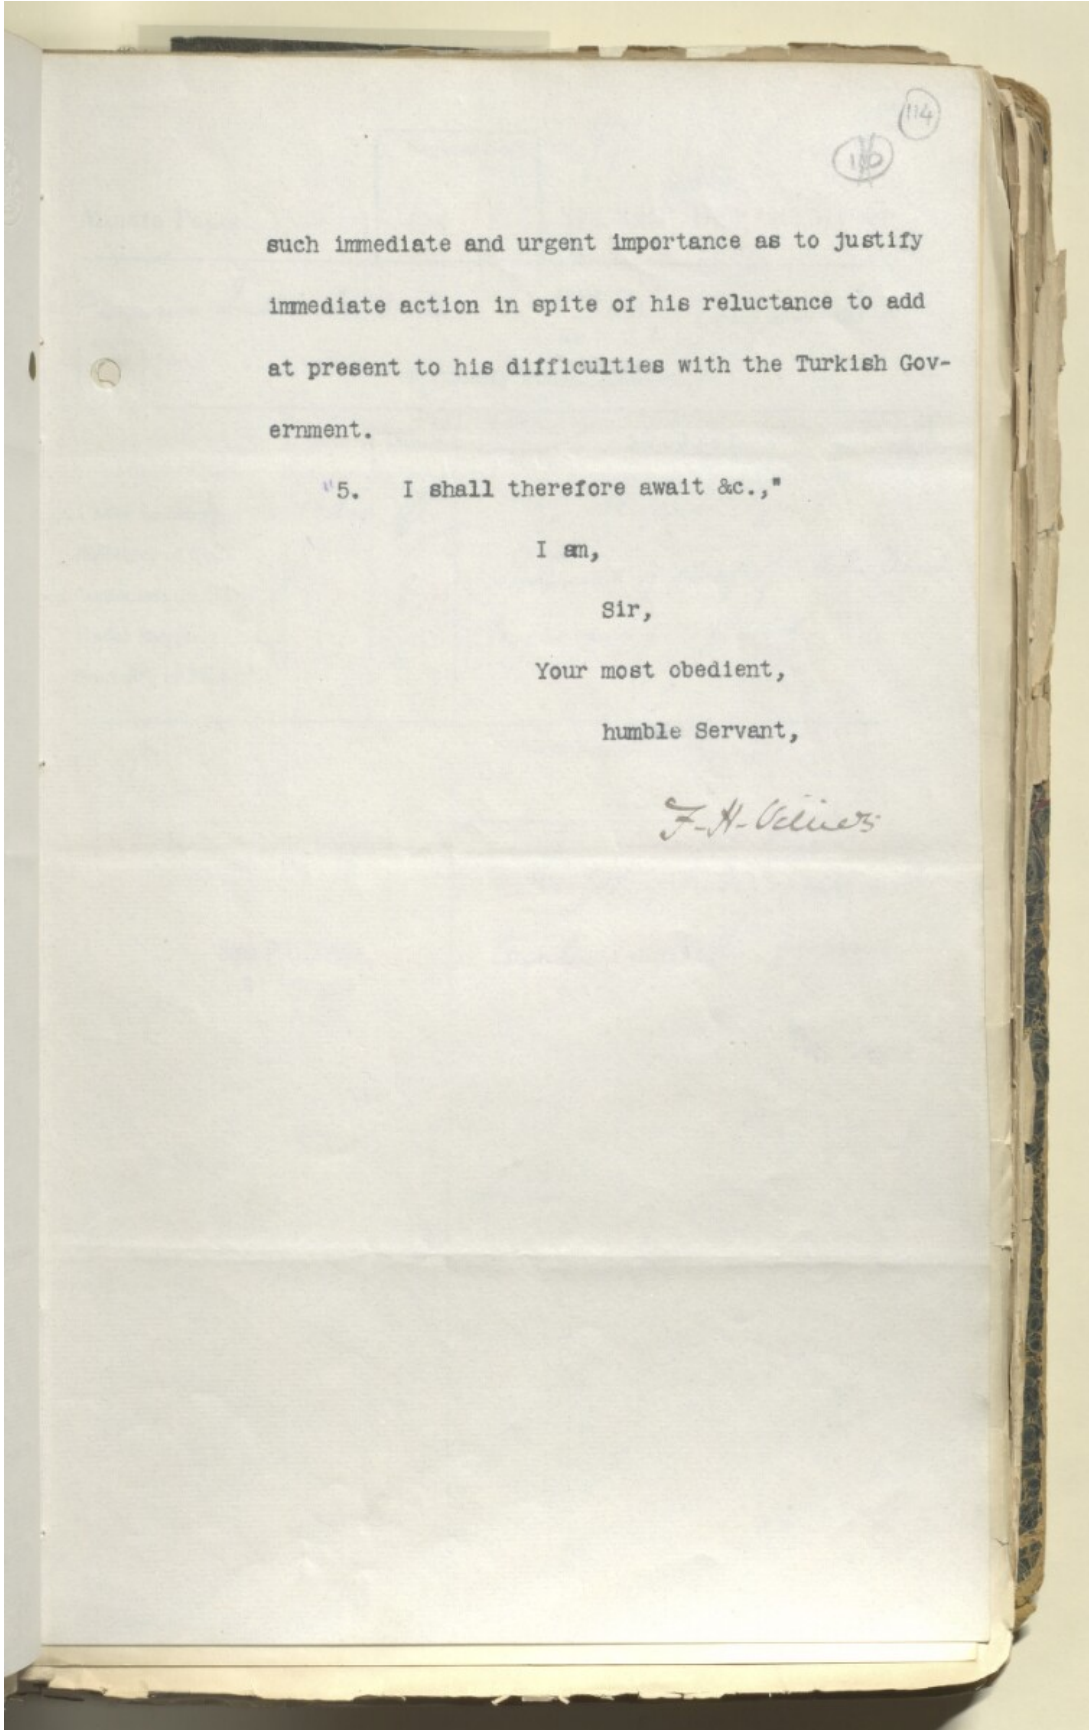 114
such immediate and urgent importance as to justify
immediate action in spite of his reluctance to add
at present to his difficulties with the Turkish Gov-
ernment.
"5. I shall therefore await &c.,"
I am,
Sir,
Your most obedient,
humble Servant,
F-H-Villiers